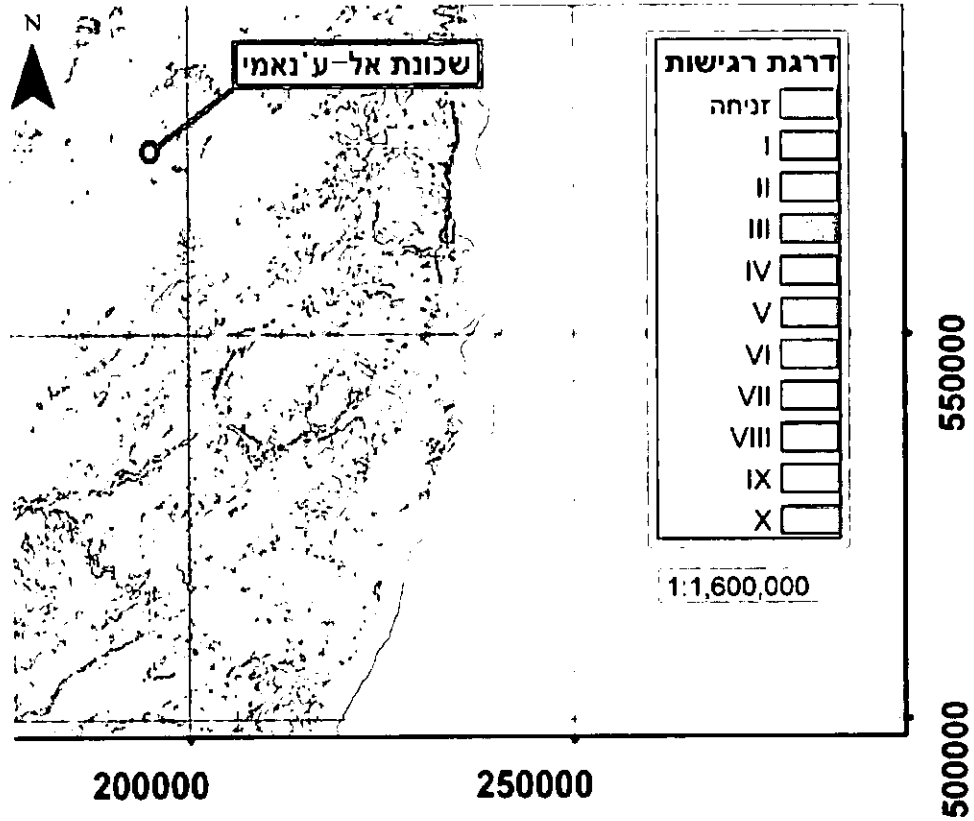 N
שכונת אל-ע'נאמי
דרגת רגישות
זניחה
I
II
III
IV
V
VI
VII
VIII
IX
X
1:1,600,000
550000
500000
200000
250000